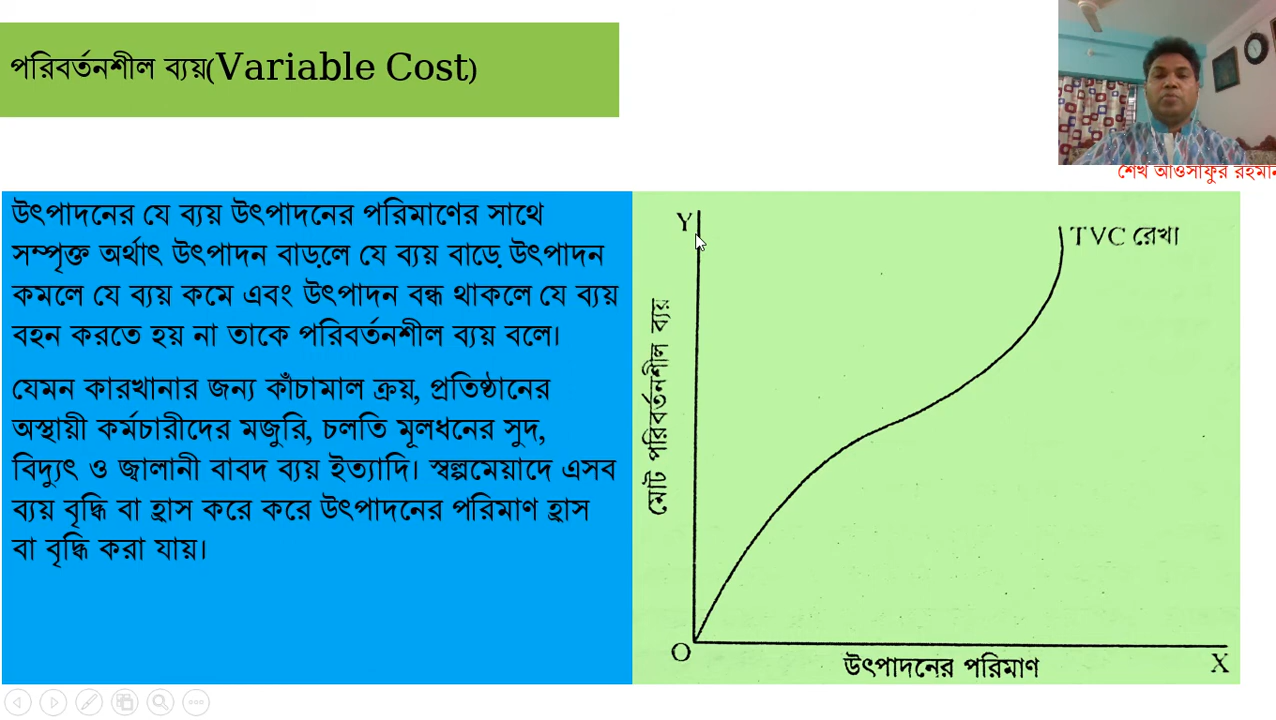 পরিবর্তনশীল ব্যয়(Variable Cost)
শেখ আওসাফুর রহমান
উৎপাদনের যে ব্যয় উৎপাদনের পরিমাণের সাথে
সম্পৃক্ত অর্থাৎ উৎপাদন বাড়লে যে ব্যয় বাড়ে উৎপাদন
কমলে যে ব্যয় কমে এবং উৎপাদন বন্ধ থাকলে যে ব্যয়
বহন করতে হয় না তাকে পরিবর্তনশীল ব্যয় বলে।
যেমন কারখানার জন্য কাঁচামাল ক্রয়, প্রতিষ্ঠানের
অস্থায়ী কর্মচারীদের মজুরি, চলতি মূলধনের সুদ,
বিদ্যুৎ ও জ্বালানী বাবদ ব্যয় ইত্যাদি। স্বল্পমেয়াদে এসব
ব্যয় বৃদ্ধি বা হ্রাস করে করে উৎপাদনের পরিমাণ হ্রাস
বা বৃদ্ধি করা যায়।
Y
TVC রেখা
মোট পরিবর্তনশীল ব্যয়
O
উৎপাদনের পরিমাণ
X